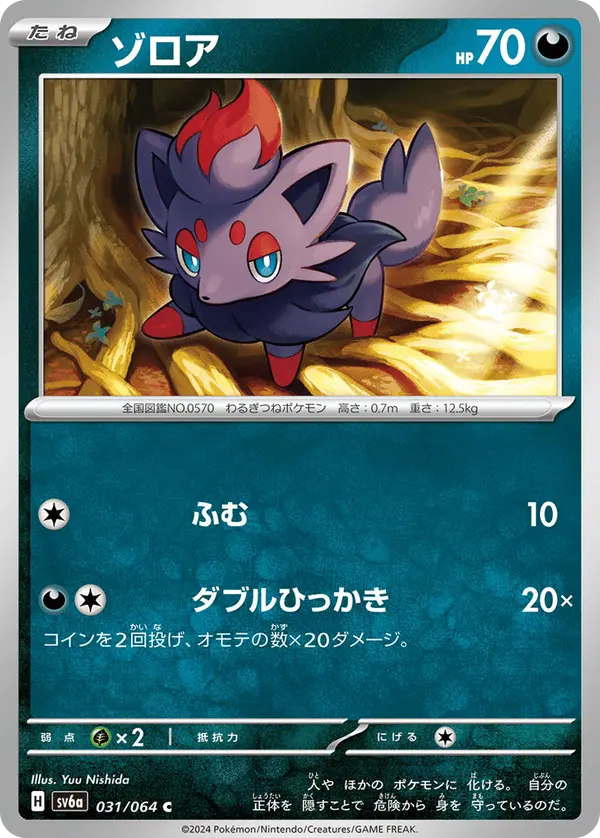 たね ゾロア HP70
全国図鑑NO.0570 わるぎつねポケモン 高さ:0.7m 重さ:12.5kg
ふむ 10
ダブルひっかき 20×
コインを2回投げ、オモテの数×20ダメージ。
弱点 ×2 抵抗力 にげる
Illus. Yuu Nishida
H sv6a 031/064 C
人や ほかの ポケモンに 化ける。 自分の
正体を 隠すことで 危険から 身を 守っているのだ。
©2024 Pokémon/Nintendo/Creatures/GAME FREAK.